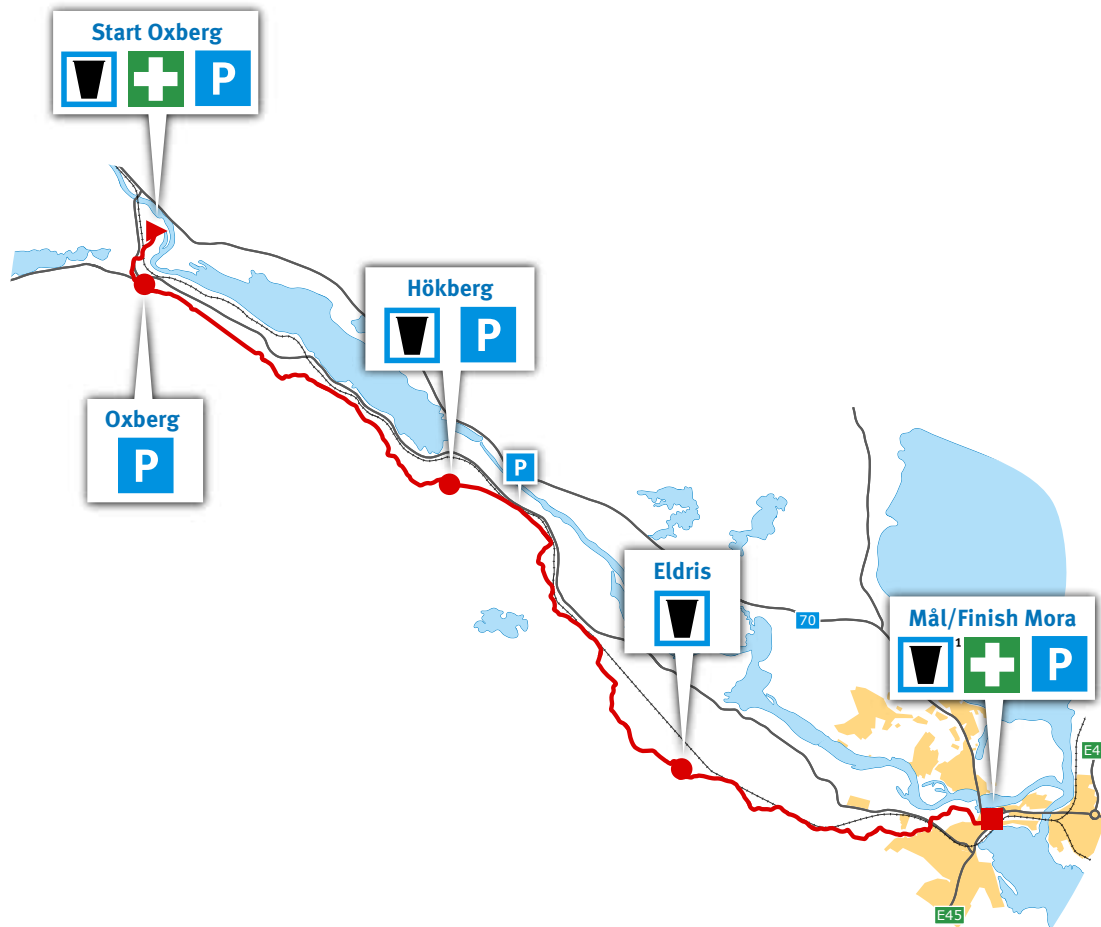 Start Oxberg
P
Hökberg
P
Oxberg
P
P
Eldris
70
Mål/Finish Mora
1
P
E4
E45